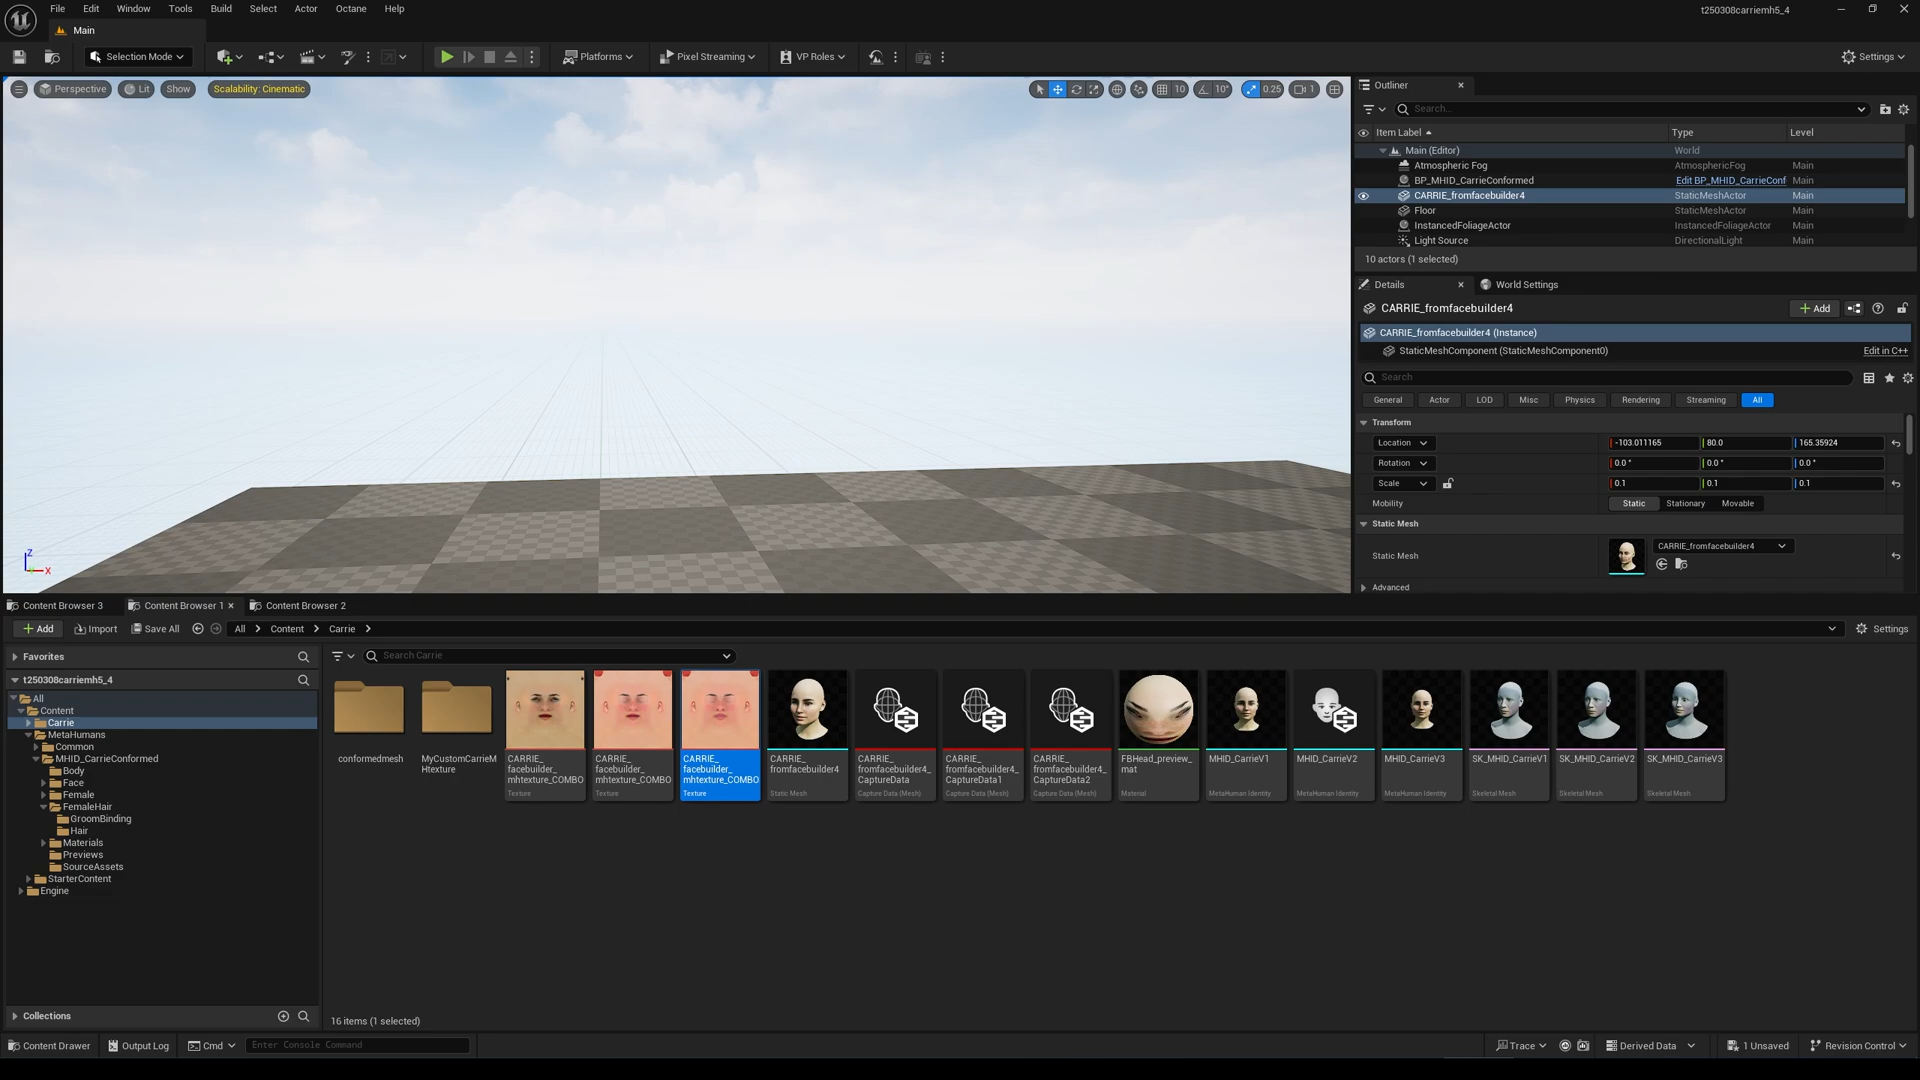 File Edit Window Tools Build Select Actor Octane Help
t250308carriemh5_4
Main
Selection Mode
Platforms
Pixel Streaming
VP Roles
Settings
Perspective
Lit
Show
Scalability: Cinematic
10
10°
0.25
1
Z
X
Outliner
Search...
Item Label Type Level
Main (Editor) World
Atmospheric Fog AtmosphericFog Main
BP_MHID_CarrieConformed Edit BP_MHID_CarrieConf Main
CARRIE_fromfacebuilder4 StaticMeshActor Main
Floor StaticMeshActor Main
InstancedFoliageActor InstancedFoliageActor Main
Light Source DirectionalLight Main
10 actors (1 selected)
Details
World Settings
CARRIE_fromfacebuilder4
Add
CARRIE_fromfacebuilder4 (Instance)
StaticMeshComponent (StaticMeshComponent0) Edit in C++
Search
General Actor LOD Misc Physics Rendering Streaming All
Transform
Location -103.011165 80.0 165.35924
Rotation 0.0 ° 0.0 ° 0.0 °
Scale 0.1 0.1 0.1
Mobility Static Stationary Movable
Static Mesh
Static Mesh CARRIE_fromfacebuilder4
Advanced
Content Browser 3
Content Browser 1
Content Browser 2
Add
Import
Save All
All > Content > Carrie >
Settings
Favorites
t250308carriemh5_4
All
Content
Carrie
MetaHumans
Common
MHID_CarrieConformed
Body
Face
Female
FemaleHair
GroomBinding
Hair
Materials
Previews
SourceAssets
StarterContent
Engine
Collections
Search Carrie
conformedmesh
MyCustomCarrieM
Htexture
CARRIE_
facebuilder_
mhtexture_COMBO
Texture
CARRIE_
facebuilder_
mhtexture_COMBO
Texture
CARRIE_
facebuilder_
mhtexture_COMBO
Texture
CARRIE_
fromfacebuilder4
Static Mesh
CARRIE_
fromfacebuilder4_
CaptureData
Capture Data (Mesh)
CARRIE_
fromfacebuilder4_
CaptureData1
Capture Data (Mesh)
CARRIE_
fromfacebuilder4_
CaptureData2
Capture Data (Mesh)
FBHead_preview_
mat
Material
MHID_CarrieV1
MetaHuman Identity
MHID_CarrieV2
MetaHuman Identity
MHID_CarrieV3
MetaHuman Identity
SK_MHID_CarrieV1
Skeletal Mesh
SK_MHID_CarrieV2
Skeletal Mesh
SK_MHID_CarrieV3
Skeletal Mesh
16 items (1 selected)
Content Drawer
Output Log
Cmd
Enter Console Command
Trace
Derived Data
1 Unsaved
Revision Control